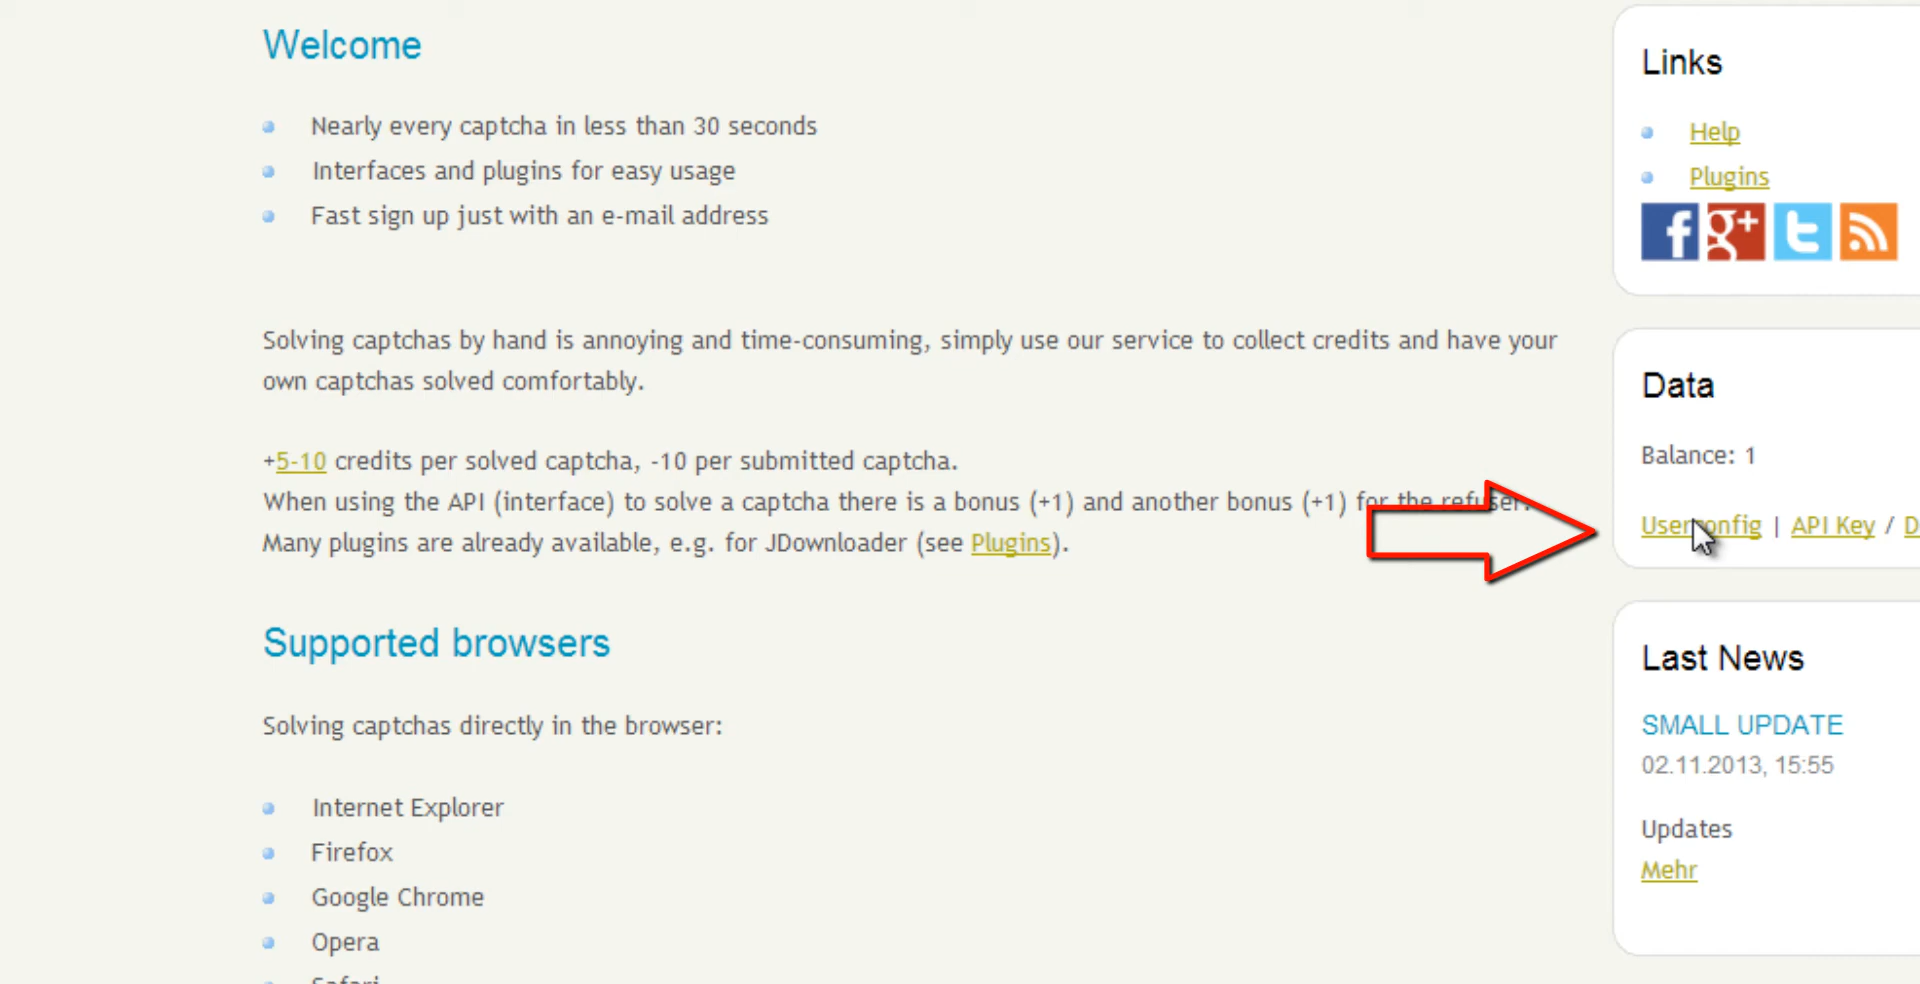 Welcome
Nearly every captcha in less than 30 seconds
Interfaces and plugins for easy usage
Fast sign up just with an e-mail address
Solving captchas by hand is annoying and time-consuming, simply use our service to collect credits and have your
own captchas solved comfortably.
+5-10 credits per solved captcha, -10 per submitted captcha.
When using the API (interface) to solve a captcha there is a bonus (+1) and another bonus (+1) for the refuser.
Many plugins are already available, e.g. for JDownloader (see Plugins).
Supported browsers
Solving captchas directly in the browser:
Internet Explorer
Firefox
Google Chrome
Opera
Safari
Links
Help
Plugins
f g+ t
Data
Balance: 1
Userconfig | API Key / D
Last News
SMALL UPDATE
02.11.2013, 15:55
Updates
Mehr